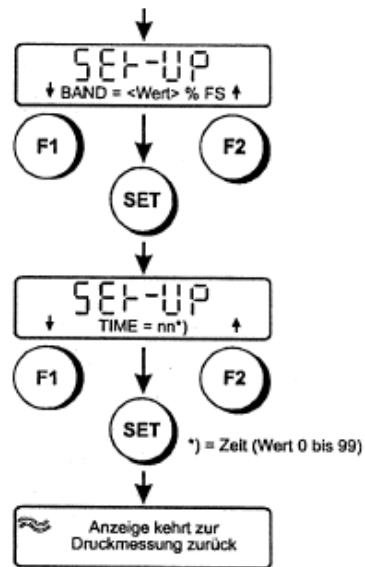 SEt-UP
BAND = <Wert> % FS
F1
F2
SET
SEt-UP
TIME = nn*)
F1
F2
SET
*) = Zeit (Wert 0 bis 99)
Anzeige kehrt zur
Druckmessung zurück